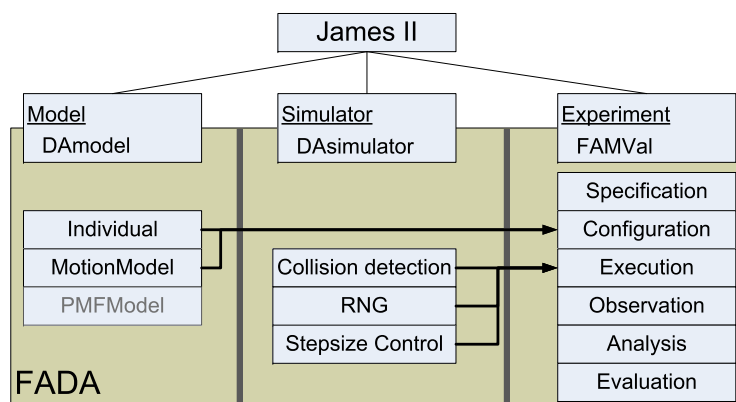 James II
Model
DAmodel
Simulator
DAsimulator
Experiment
FAMVal
Individual
MotionModel
PMFModel
Collision detection
RNG
Stepsize Control
Specification
Configuration
Execution
Observation
Analysis
Evaluation
FADA